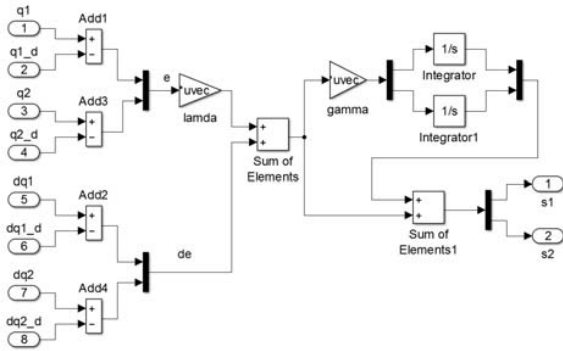 q1
1
Add1
+
q1_d
−
2
q2
3
Add3
+
q2_d
−
4
e
*uvec
lamda
+
+
Sum of
Elements
*uvec
gamma
1/s
Integrator
1/s
Integrator1
+
+
Sum of
Elements1
1
s1
2
s2
dq1
5
Add2
+
dq1_d
−
6
de
dq2
7
Add4
+
dq2_d
−
8